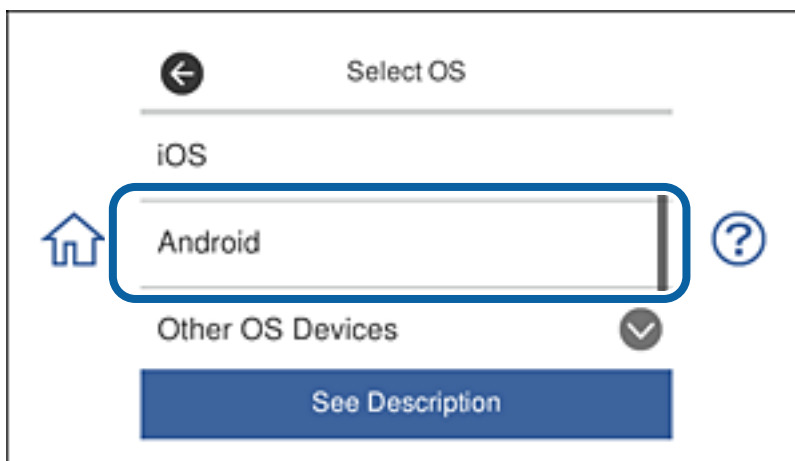 Select OS
iOS
Android
Other OS Devices
See Description